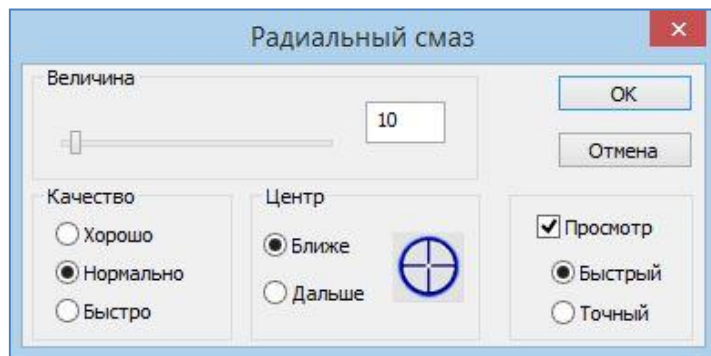 Радиальный смаз
Величина
10
OK
Отмена
Качество
Хорошо
Нормально
Быстро
Центр
Ближе
Дальше
Просмотр
Быстрый
Точный